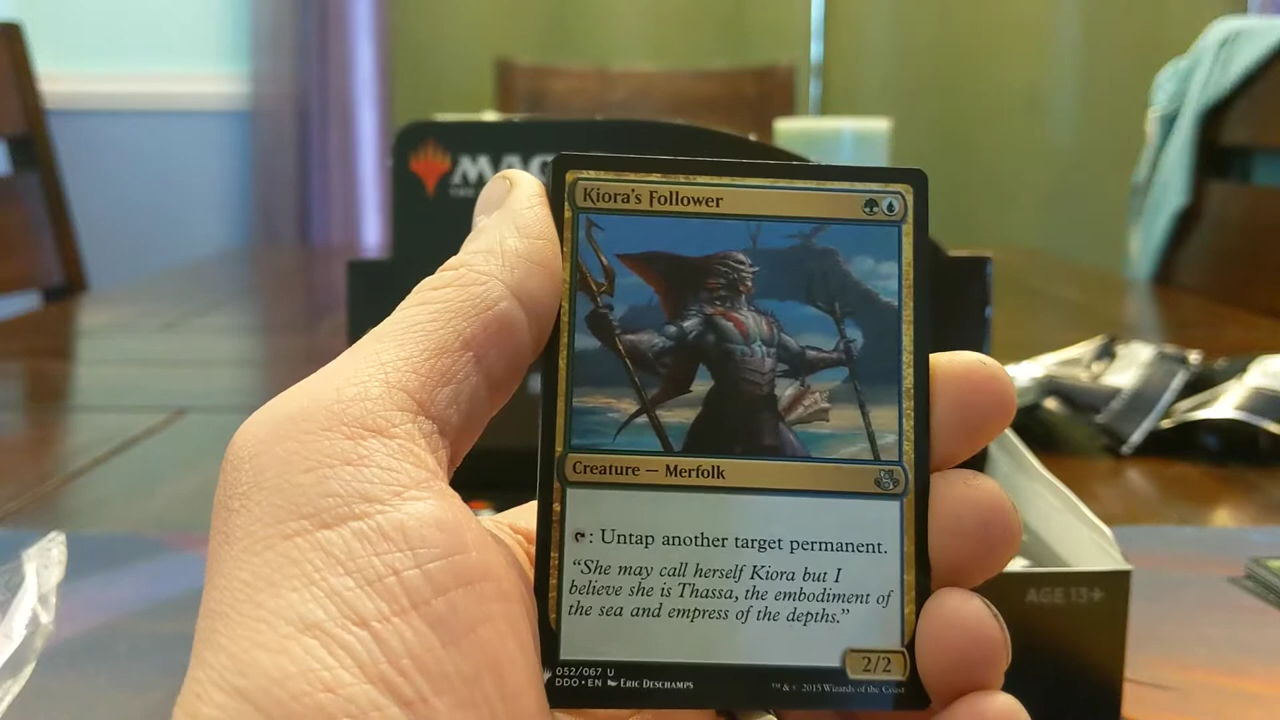 MAG
Kiora's Follower
Creature — Merfolk
: Untap another target permanent.
"She may call herself Kiora but I
believe she is Thassa, the embodiment of
the sea and empress of the depths."
2/2
052/067 U
DDO • EN ERIC DESCHAMPS
™ & © 2015 Wizards of the Coast
AGE 13+